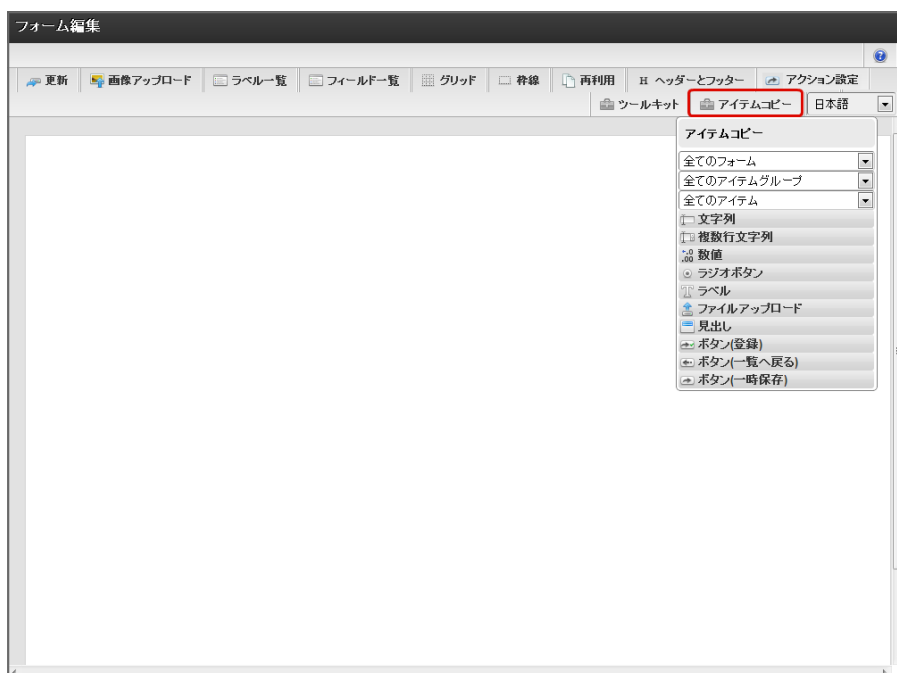 フォーム編集
更新 画像アップロード ラベル一覧 フィールド一覧 グリッド 枠線 再利用 H ヘッダーとフッター アクション設定
ツールキット アイテムコピー 日本語
アイテムコピー
全てのフォーム
全てのアイテムグループ
全てのアイテム
文字列
複数行文字列
数値
ラジオボタン
ラベル
ファイルアップロード
見出し
ボタン(登録)
ボタン(一覧へ戻る)
ボタン(一時保存)